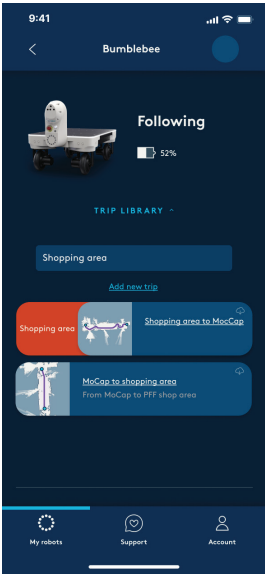 9:41
Bumblebee
Following
52%
TRIP LIBRARY
Shopping area
Add new trip
Shopping area
Shopping area to MocCap
MoCap to shopping area
From MoCap to PFF shop area
My robots
Support
Account